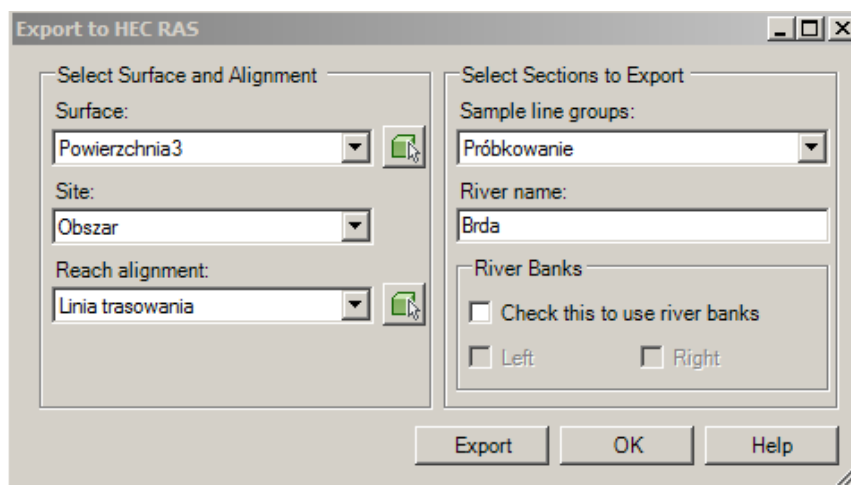 Export to HEC RAS
Select Surface and Alignment
Surface:
Powierzchnia3
Site:
Obszar
Reach alignment:
Linia trasowania
Select Sections to Export
Sample line groups:
Próbkowanie
River name:
Brda
River Banks
Check this to use river banks
Left Right
Export OK Help